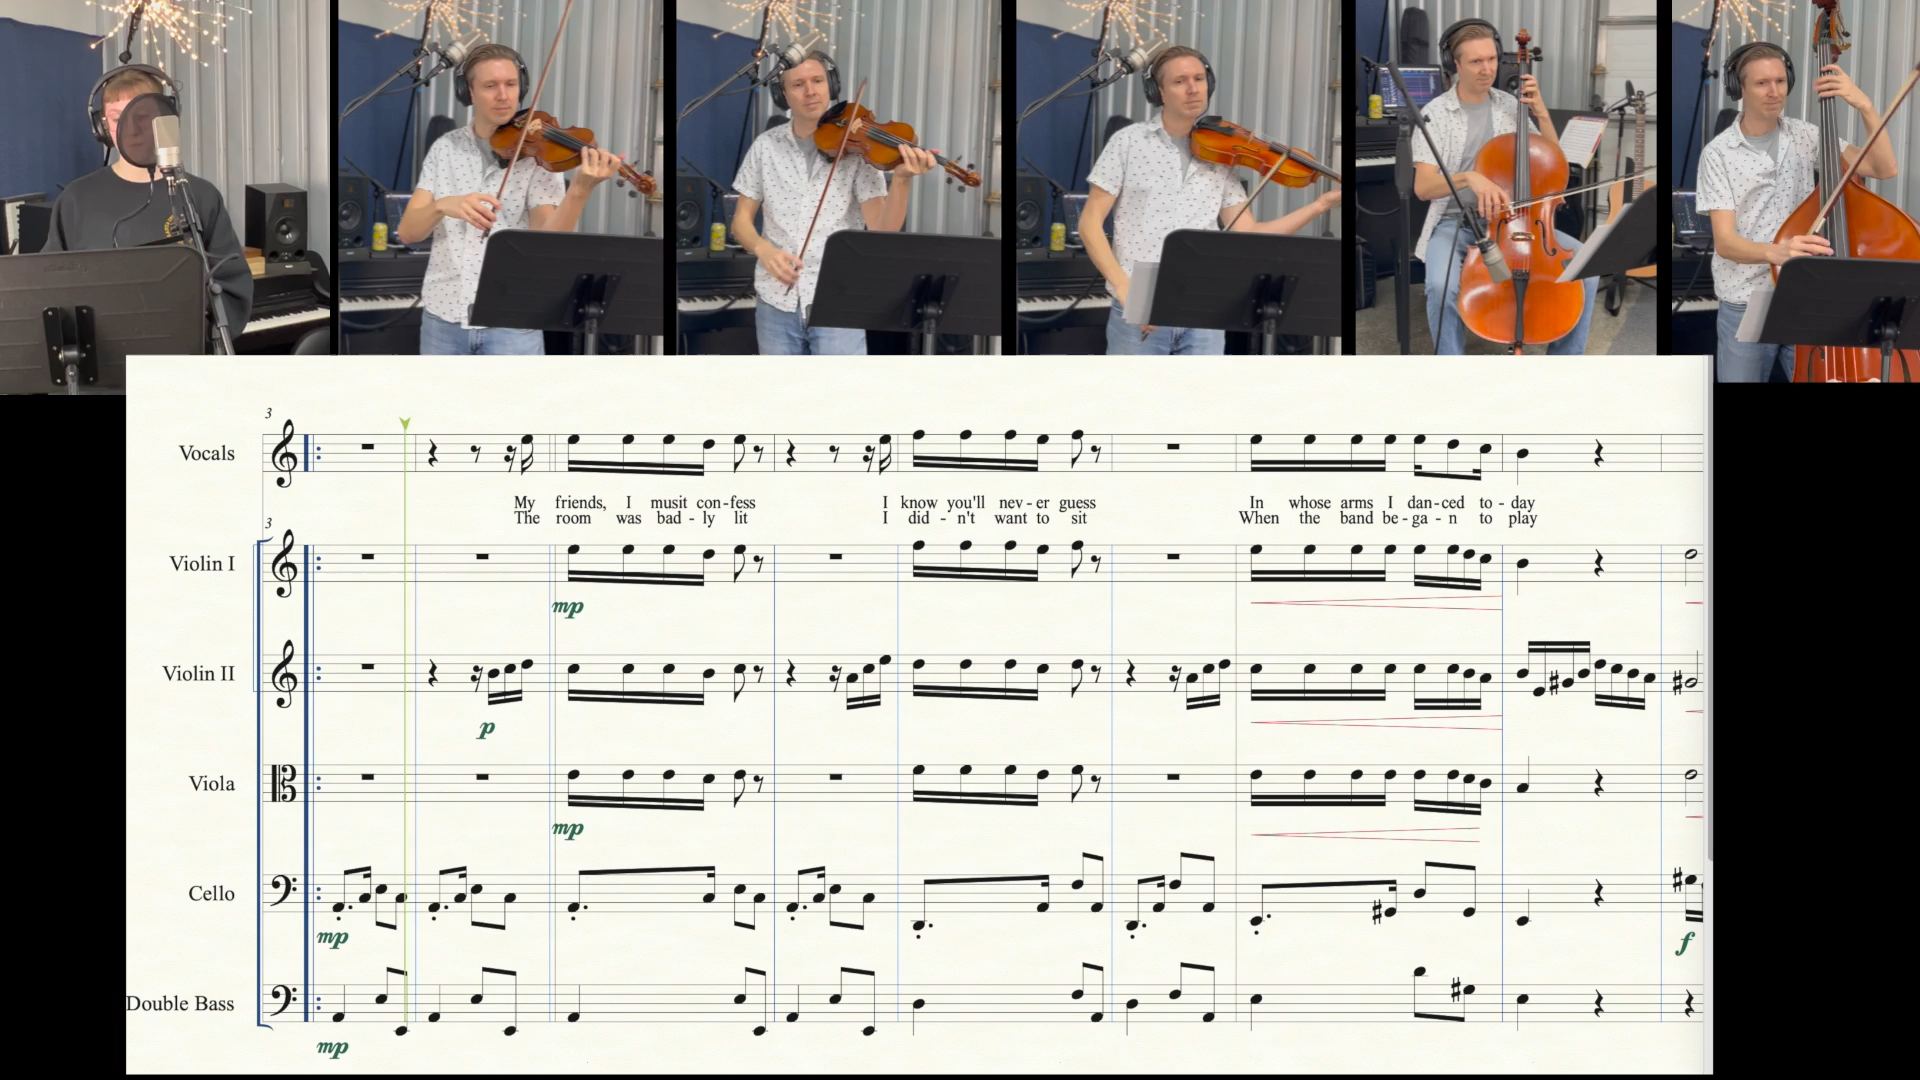 3
Vocals
My friends, I musit con-fess I know you'll nev-er guess In whose arms I dan-ced to-day
The room was bad-ly lit I did-n't want to sit When the band be-ga-n to play
3
Violin I
mp
Violin II
p
Viola
mp
Cello
mp f
Double Bass
mp